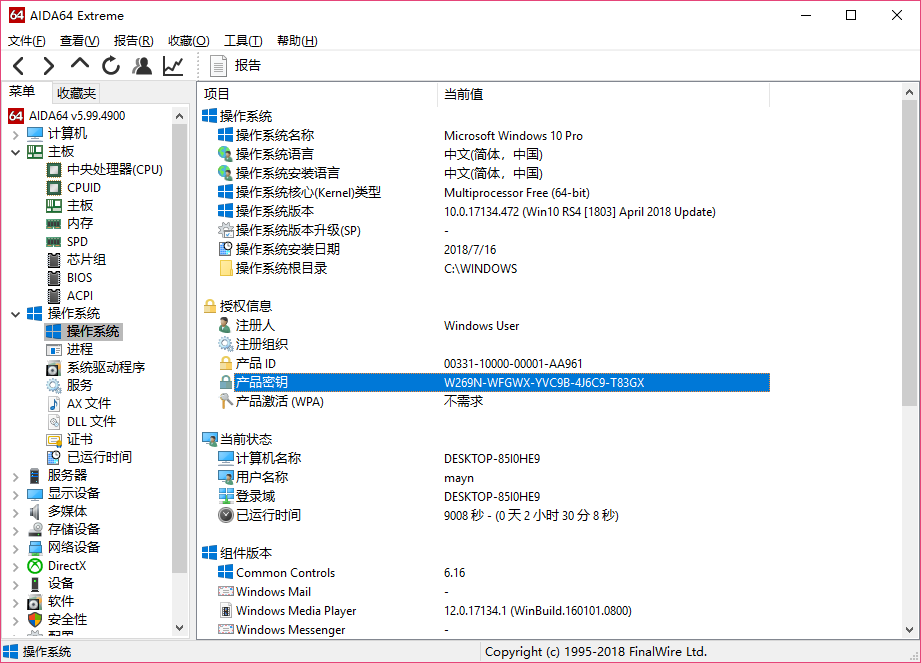 AIDA64 Extreme
文件(F) 查看(V) 报告(R) 收藏(O) 工具(T) 帮助(H)
报告
菜单 收藏夹
AIDA64 v5.99.4900
计算机
主板
中央处理器(CPU)
CPUID
主板
内存
SPD
芯片组
BIOS
ACPI
操作系统
操作系统
进程
系统驱动程序
服务
AX 文件
DLL 文件
证书
已运行时间
服务器
显示设备
多媒体
存储设备
网络设备
DirectX
设备
软件
安全性
配置
项目 当前值
操作系统
操作系统名称 Microsoft Windows 10 Pro
操作系统语言 中文(简体，中国)
操作系统安装语言 中文(简体，中国)
操作系统核心(Kernel)类型 Multiprocessor Free (64-bit)
操作系统版本 10.0.17134.472 (Win10 RS4 [1803] April 2018 Update)
操作系统版本升级(SP) -
操作系统安装日期 2018/7/16
操作系统根目录 C:\WINDOWS
授权信息
注册人 Windows User
注册组织
产品 ID 00331-10000-00001-AA961
产品密钥 W269N-WFGWX-YVC9B-4J6C9-T83GX
产品激活 (WPA) 不需求
当前状态
计算机名称 DESKTOP-85I0HE9
用户名称 mayn
登录域 DESKTOP-85I0HE9
已运行时间 9008 秒 - (0 天 2 小时 30 分 8 秒)
组件版本
Common Controls 6.16
Windows Mail -
Windows Media Player 12.0.17134.1 (WinBuild.160101.0800)
Windows Messenger -
操作系统 Copyright (c) 1995-2018 FinalWire Ltd.